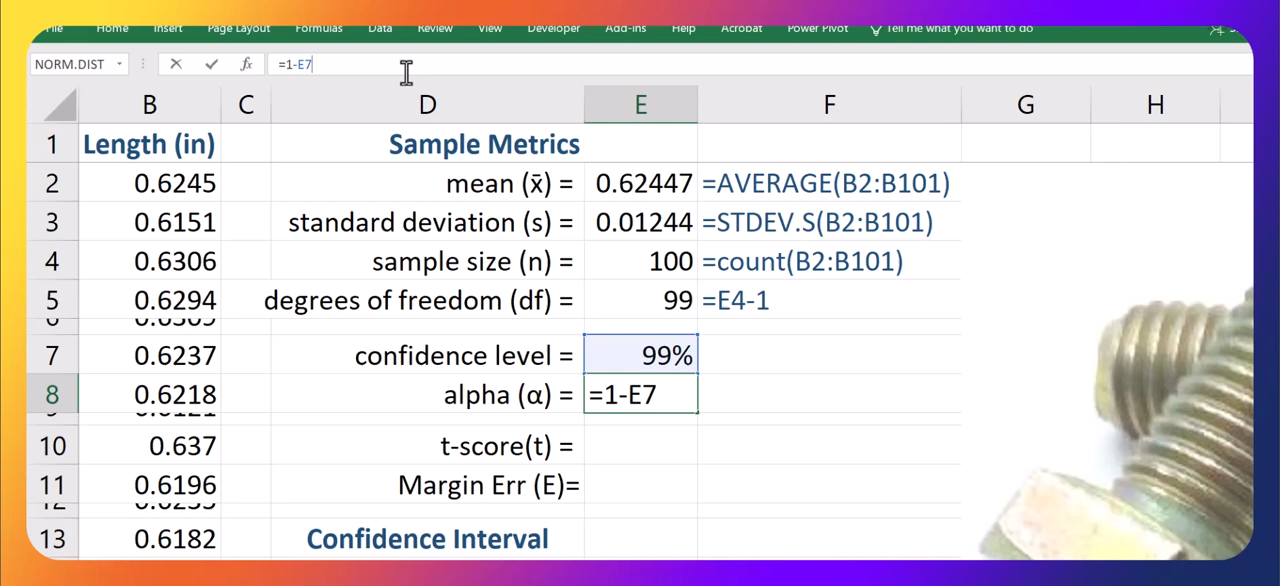 File Home Insert Page Layout Formulas Data Review View Developer Add-ins Help Acrobat Power Pivot Tell me what you want to do
NORM.DIST fx =1-E7
B C D E F G H
1 Length (in) Sample Metrics
2 0.6245 mean (x̄) = 0.62447 =AVERAGE(B2:B101)
3 0.6151 standard deviation (s) = 0.01244 =STDEV.S(B2:B101)
4 0.6306 sample size (n) = 100 =count(B2:B101)
5 0.6294 degrees of freedom (df) = 99 =E4-1
7 0.6237 confidence level = 99%
8 0.6218 alpha (α) = =1-E7
10 0.637 t-score(t) =
11 0.6196 Margin Err (E)=
13 0.6182 Confidence Interval